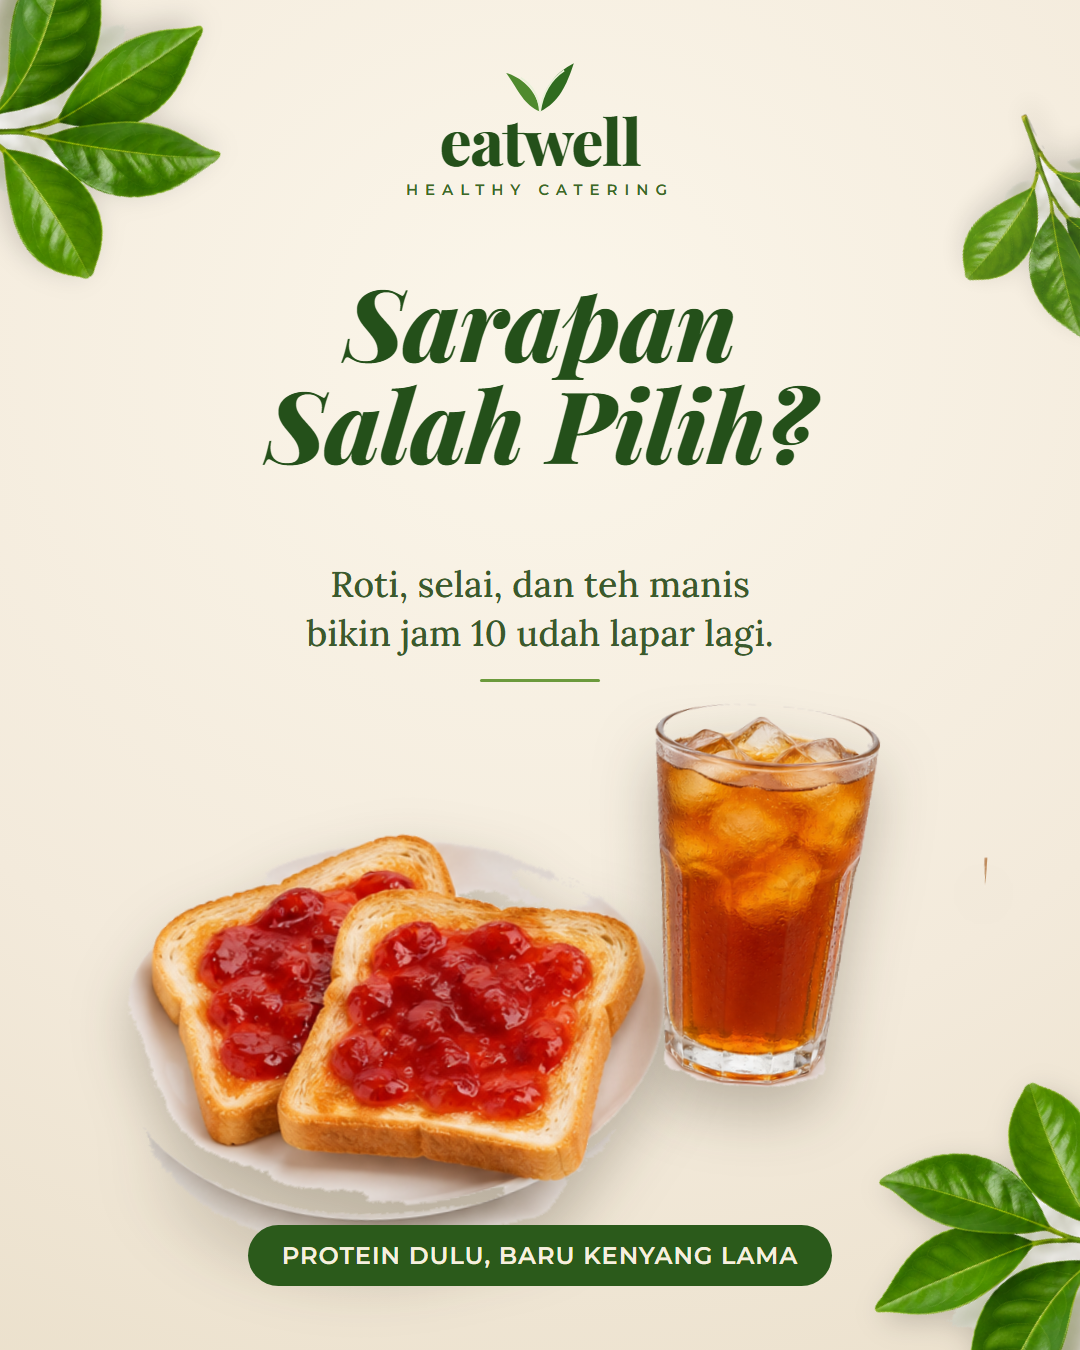 eatwell
HEALTHY CATERING
Sarapan
Salah Pilih?
Roti, selai, dan teh manis
bikin jam 10 udah lapar lagi.
PROTEIN DULU, BARU KENYANG LAMA